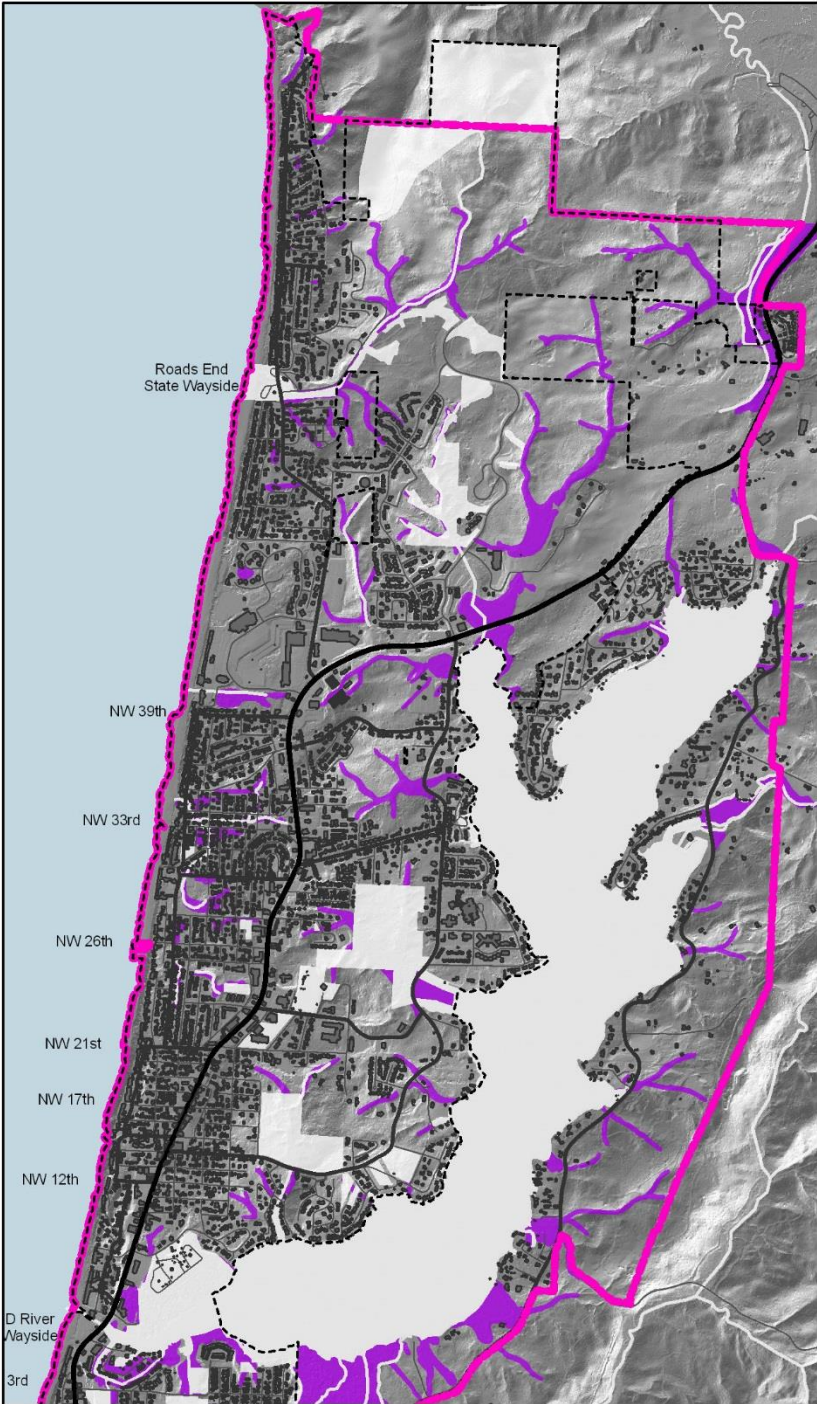 Roads End
State Wayside
NW 39th
NW 33rd
NW 26th
NW 21st
NW 17th
NW 12th
D River
Wayside
3rd